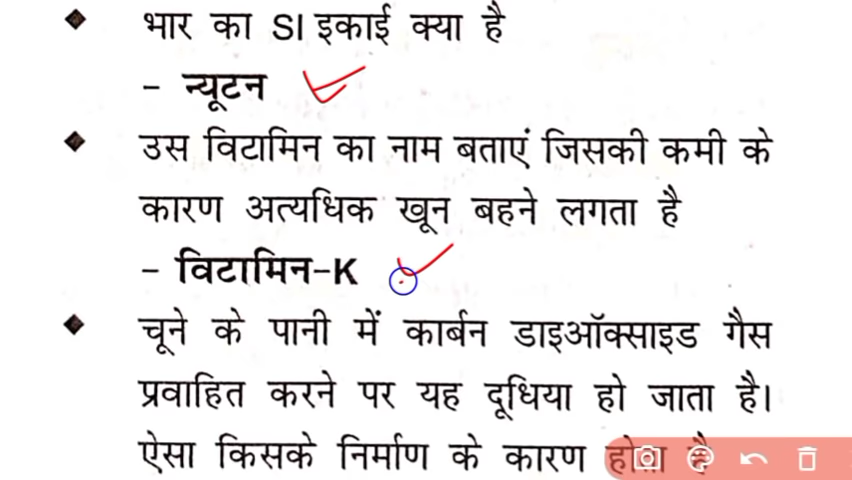 भार का SI इकाई क्या है
– न्यूटन
उस विटामिन का नाम बताएं जिसकी कमी के
कारण अत्यधिक खून बहने लगता है
– विटामिन-K
चूने के पानी में कार्बन डाइऑक्साइड गैस
प्रवाहित करने पर यह दूधिया हो जाता है।
ऐसा किसके निर्माण के कारण होता है